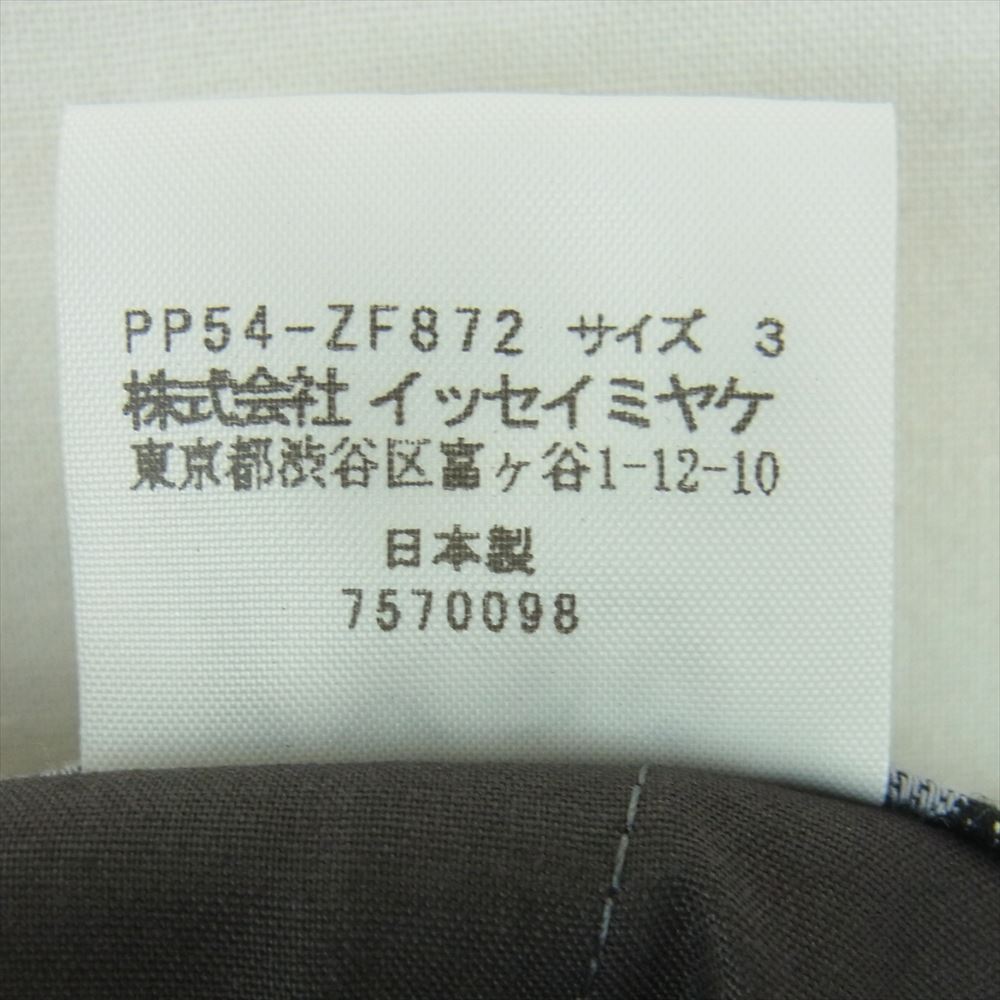 PP54-ZF872 サイズ 3
株式会社 イッセイミヤケ
東京都渋谷区富ヶ谷1-12-10
日本製
7570098